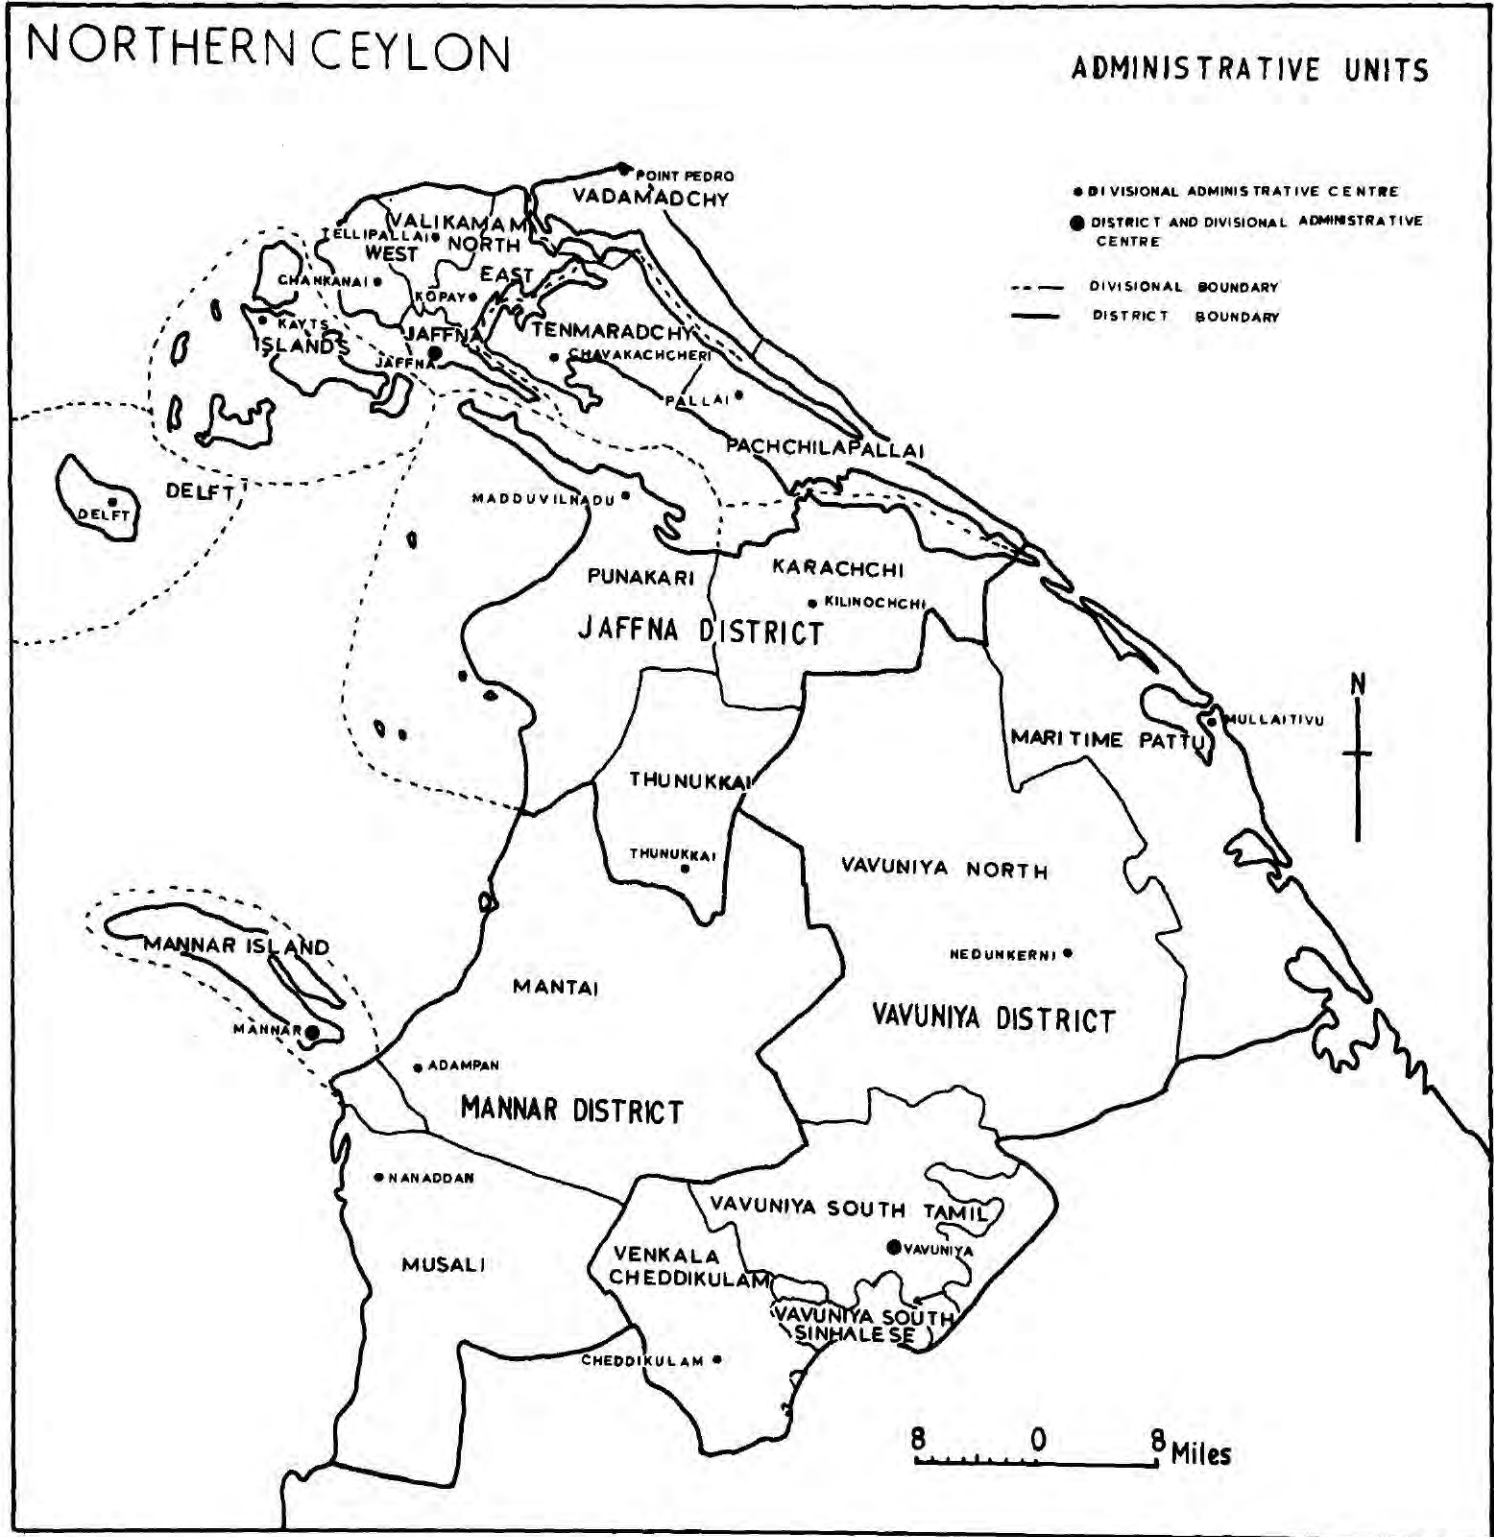 NORTHERN CEYLON
ADMINISTRATIVE UNITS
DIVISIONAL ADMINISTRATIVE CENTRE
DISTRICT AND DIVISIONAL ADMINISTRATIVE
CENTRE
DIVISIONAL BOUNDARY
DISTRICT BOUNDARY
POINT PEDRO
VADAMADCHY
VALIKAMAM
TELLIPALLAI
NORTH
WEST
EAST
CHANKANAI
KOPAY
KAYTS
ISLANDS
JAFFNA
JAFFNA
TENMARADCHY
CHAVAKACHCHERI
PALLAI
PACHCHILAPALLAI
DELFT
DELFT
MADDUVILNADU
PUNAKARI
KARACHCHI
KILINOCHCHI
JAFFNA DISTRICT
N
MULLAITIVU
MARITIME PATTU
THUNUKKAI
THUNUKKAI
VAVUNIYA NORTH
MANNAR ISLAND
NEDUNKERNI
MANTAI
VAVUNIYA DISTRICT
MANNAR
ADAMPAN
MANNAR DISTRICT
NANADDAN
VAVUNIYA SOUTH TAMIL
VAVUNIYA
MUSALI
VENKALA
CHEDDIKULAM
VAVUNIYA SOUTH
SINHALESE
CHEDDIKULAM
8 0 8 Miles